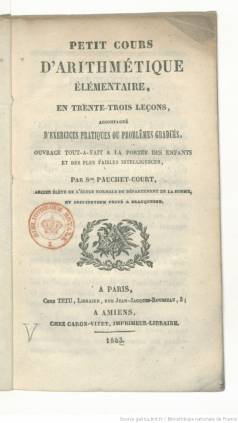 PETIT COURS
D'ARITHMÉTIQUE
ÉLÉMENTAIRE,
EN TRENTE-TROIS LEÇONS,
ACCOMPAGNÉ
D'EXERCICES PRATIQUES OU PROBLÈMES GRADUÉS,
OUVRAGE TOUT-A-FAIT A LA PORTÉE DES ENFANTS
ET DES PLUS FAIBLES INTELLIGENCES,
PAR Sre PAUCHET-COURT,
ANCIEN ÉLÈVE DE L'ÉCOLE NORMALE DU DÉPARTEMENT DE LA SOMME,
ET INSTITUTEUR PRIVÉ A
A PARIS,
CHEZ TETU, LIBRAIRE, RUE JEAN-JACQUES-ROUSSEAU, 3;
A AMIENS,
CHEZ CARON-VITET, IMPRIMEUR-LIBRAIRE.
1843.
V
Source gallica.bnf.fr / Bibliothèque nationale de France